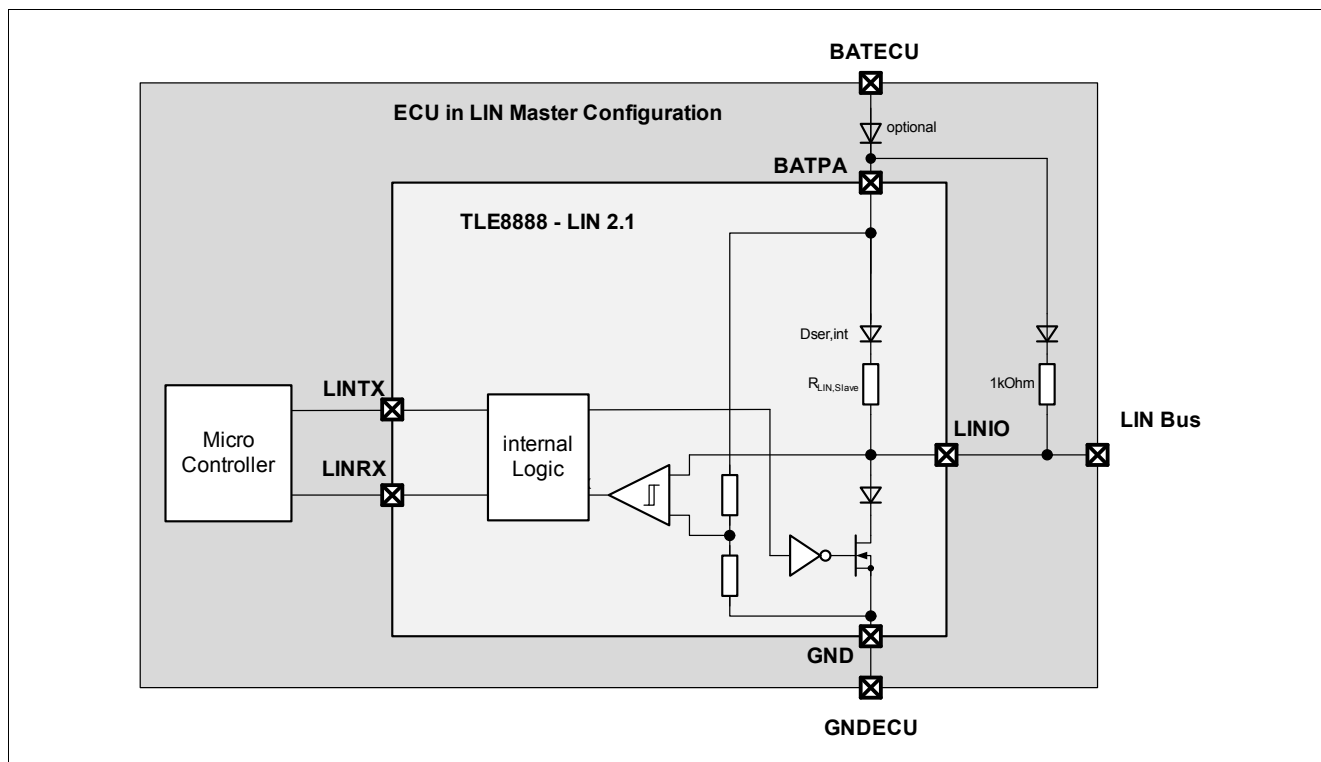 BATECU
ECU in LIN Master Configuration
optional
BATPA
TLE8888 - LIN 2.1
Dser,int
RLIN,Slave
1kOhm
LINTX
LINIO
LIN Bus
Micro
Controller
internal
Logic
LINRX
GND
GNDECU